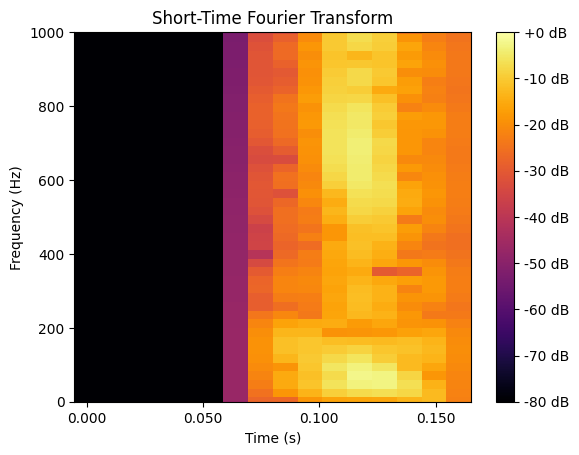 Short-Time Fourier Transform
1000
800
600
400
200
0
Frequency (Hz)
0.000
0.050
0.100
0.150
Time (s)
+0 dB
-10 dB
-20 dB
-30 dB
-40 dB
-50 dB
-60 dB
-70 dB
-80 dB